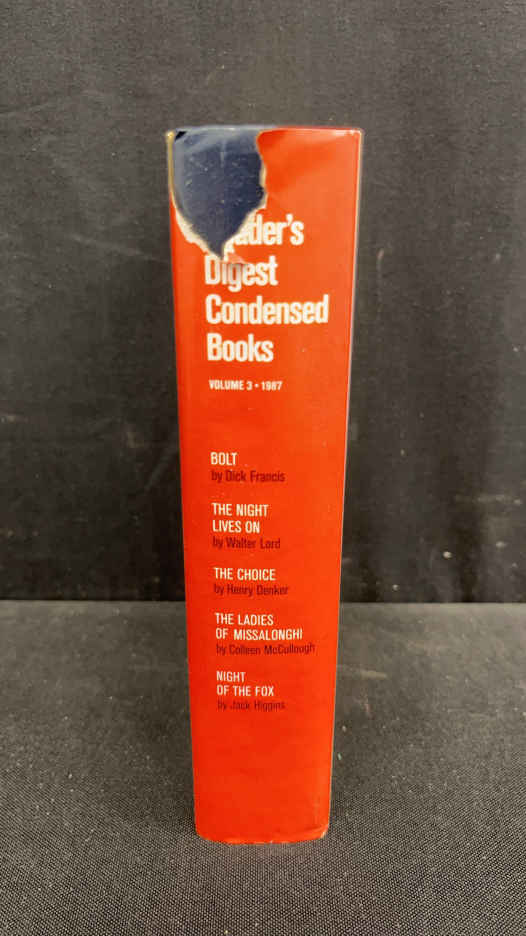 Reader's
Digest
Condensed
Books
VOLUME 3 • 1987
BOLT
by Dick Francis
THE NIGHT
LIVES ON
by Walter Lord
THE CHOICE
by Henry Denker
THE LADIES
OF MISSALONGHI
by Colleen McCullough
NIGHT
OF THE FOX
by Jack Higgins